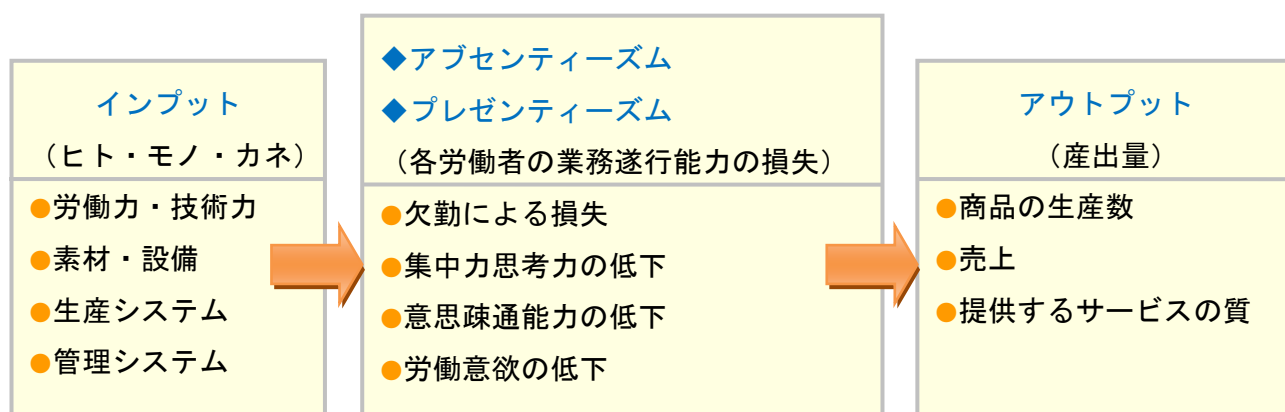 インプット
（ヒト・モノ・カネ）
●労働力・技術力
●素材・設備
●生産システム
●管理システム
◆アブセンティーズム
◆プレゼンティーズム
（各労働者の業務遂行能力の損失）
●欠勤による損失
●集中力思考力の低下
●意思疎通能力の低下
●労働意欲の低下
アウトプット
（産出量）
●商品の生産数
●売上
●提供するサービスの質